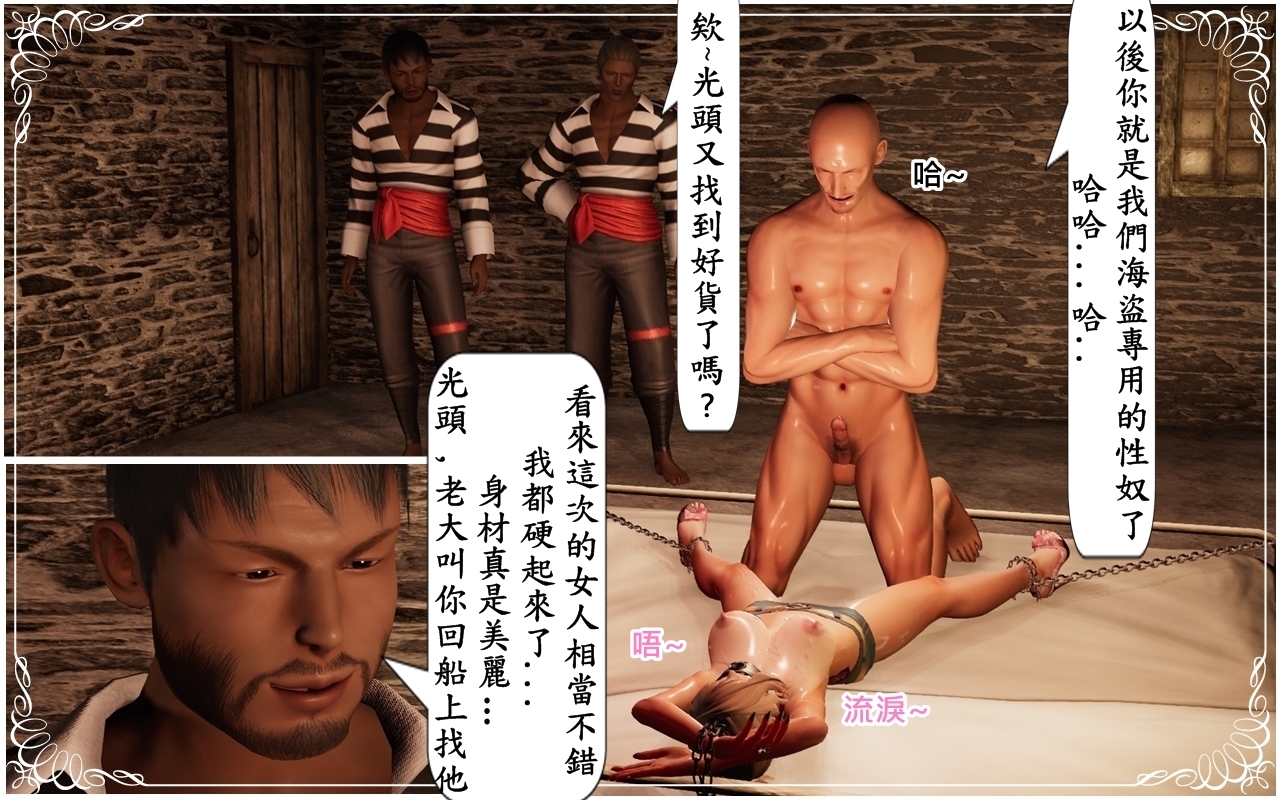 以後你就是我們海盜專用的性奴了
哈哈...哈..
哈~
欸~光頭又找到好貨了嗎?
看來這次的女人相當不錯
我都硬起來了...
身材真是美麗...
光頭,老大叫你回船上找他
唔~
流淚~